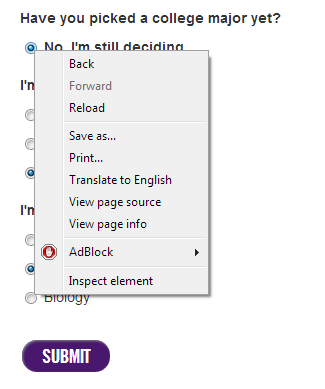 Have you picked a college major yet?
No, I'm still deciding
Back
I'm
Forward
Reload
Save as...
Print...
Translate to English
View page source
I'm
View page info
AdBlock
Inspect element
Biology
SUBMIT